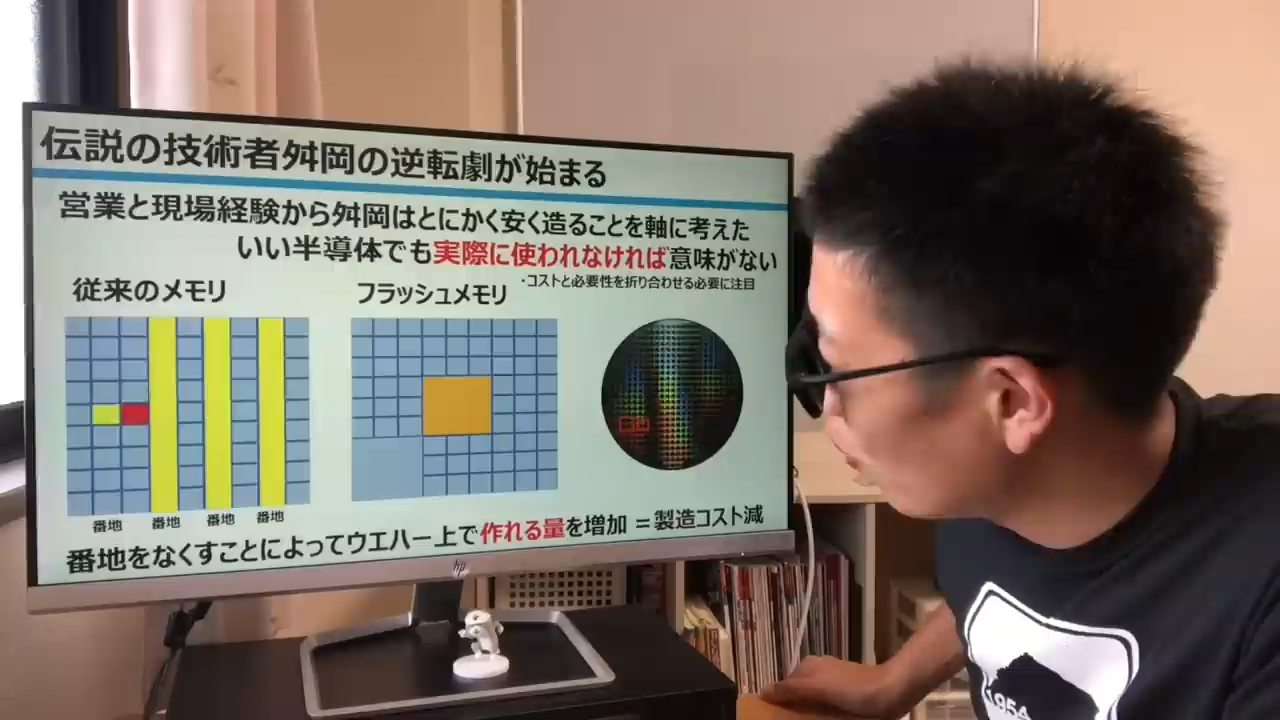 伝説の技術者舛岡の逆転劇が始まる
営業と現場経験から舛岡はとにかく安く造ることを軸に考えた
いい半導体でも実際に使われなければ意味がない
・コストと必要性を折り合わせる必要に注目
従来のメモリ
フラッシュメモリ
番地 番地 番地 番地
番地をなくすことによってウエハー上で作れる量を増加 =製造コスト減
hp
1954